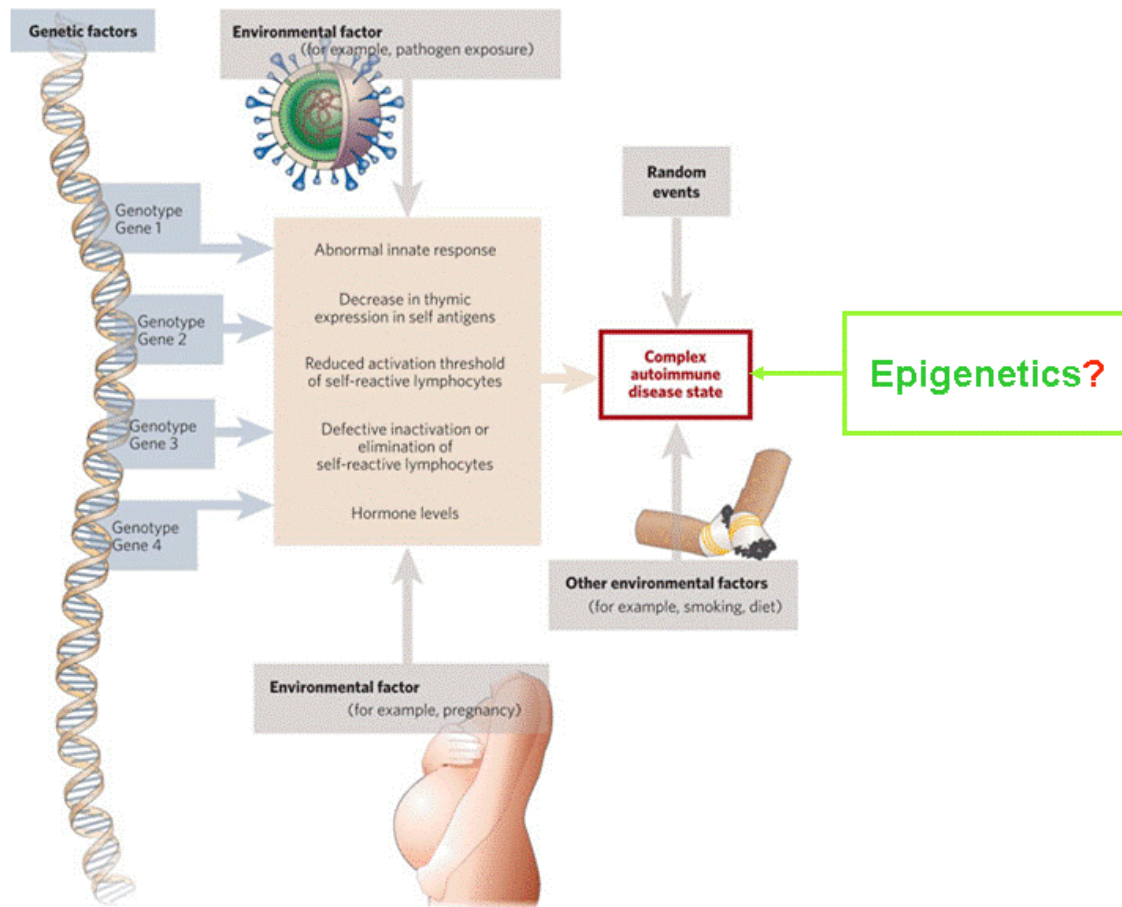 Genetic factors
Environmental factor
(for example, pathogen exposure)
Random
events
Genotype
Gene 1
Genotype
Gene 2
Genotype
Gene 3
Genotype
Gene 4
Abnormal innate response
Decrease in thymic
expression in self antigens
Reduced activation threshold
of self-reactive lymphocytes
Defective inactivation or
elimination of
self-reactive lymphocytes
Hormone levels
Complex
autoimmune
disease state
Epigenetics?
Other environmental factors
(for example, smoking, diet)
Environmental factor
(for example, pregnancy)